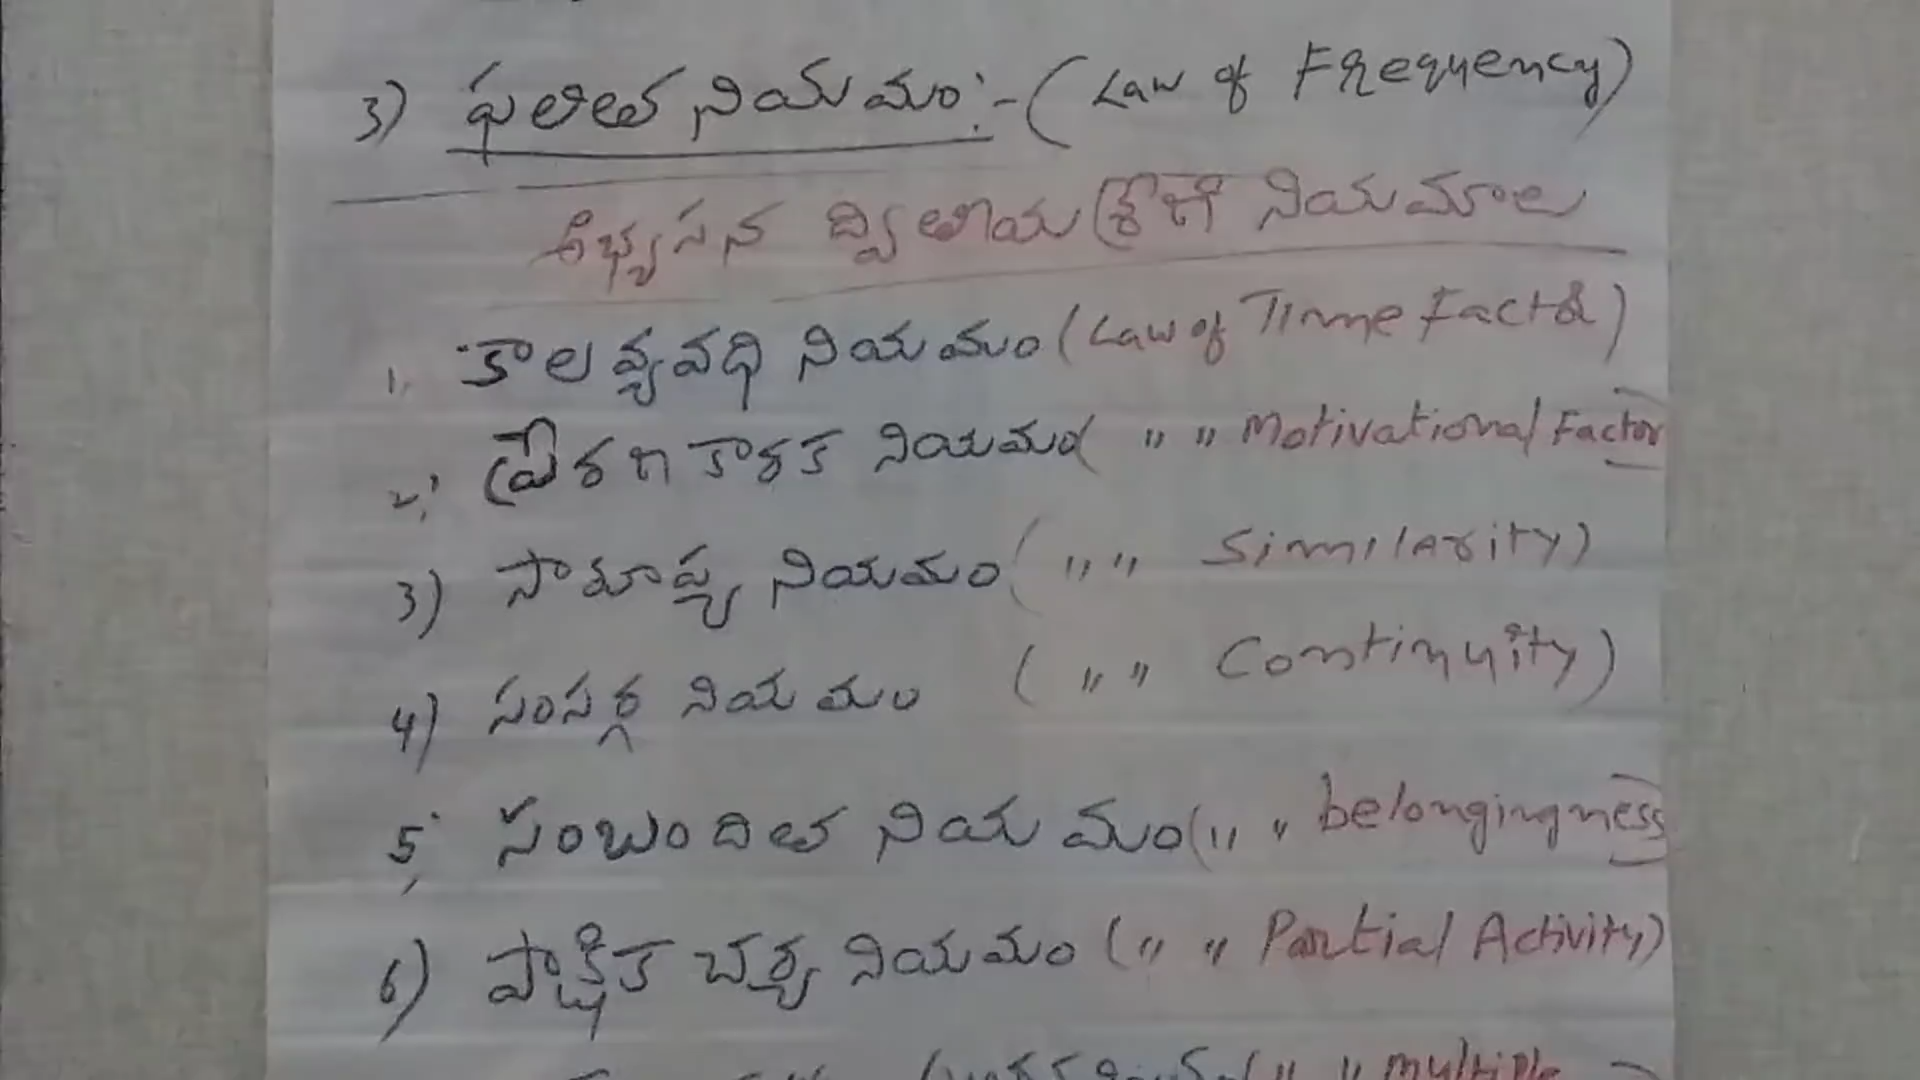 3) ఫలిత నియమం:- (Law of Frequency)
అభ్యసన ద్వితీయ శ్రేణి నియమాలు
1. కాల వ్యవధి నియమం (Law of Time Factor)
2. ప్రేరణ కారక నియమం ( " " Motivational Factor)
3) సారూప్య నియమం ( " " Similarity)
4) సంసర్గ నియమం ( " " Continuity)
5. సంబందిత నియమం ( " " belongingness)
6) పాక్షిక చర్య నియమం ( " " Partial Activity)
( " " multiple